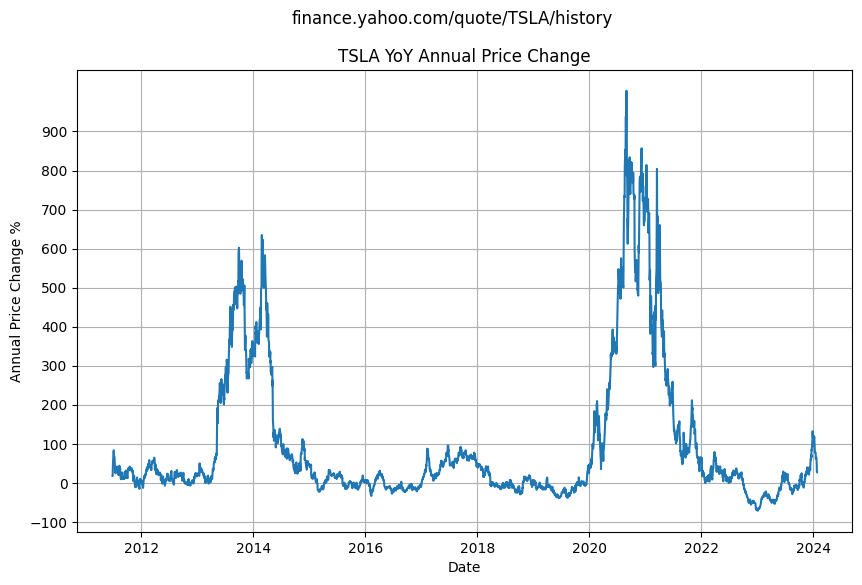 finance.yahoo.com/quote/TSLA/history
TSLA YoY Annual Price Change
900
800
700
600
500
400
300
200
100
0
−100
Annual Price Change %
2012 2014 2016 2018 2020 2022 2024
Date